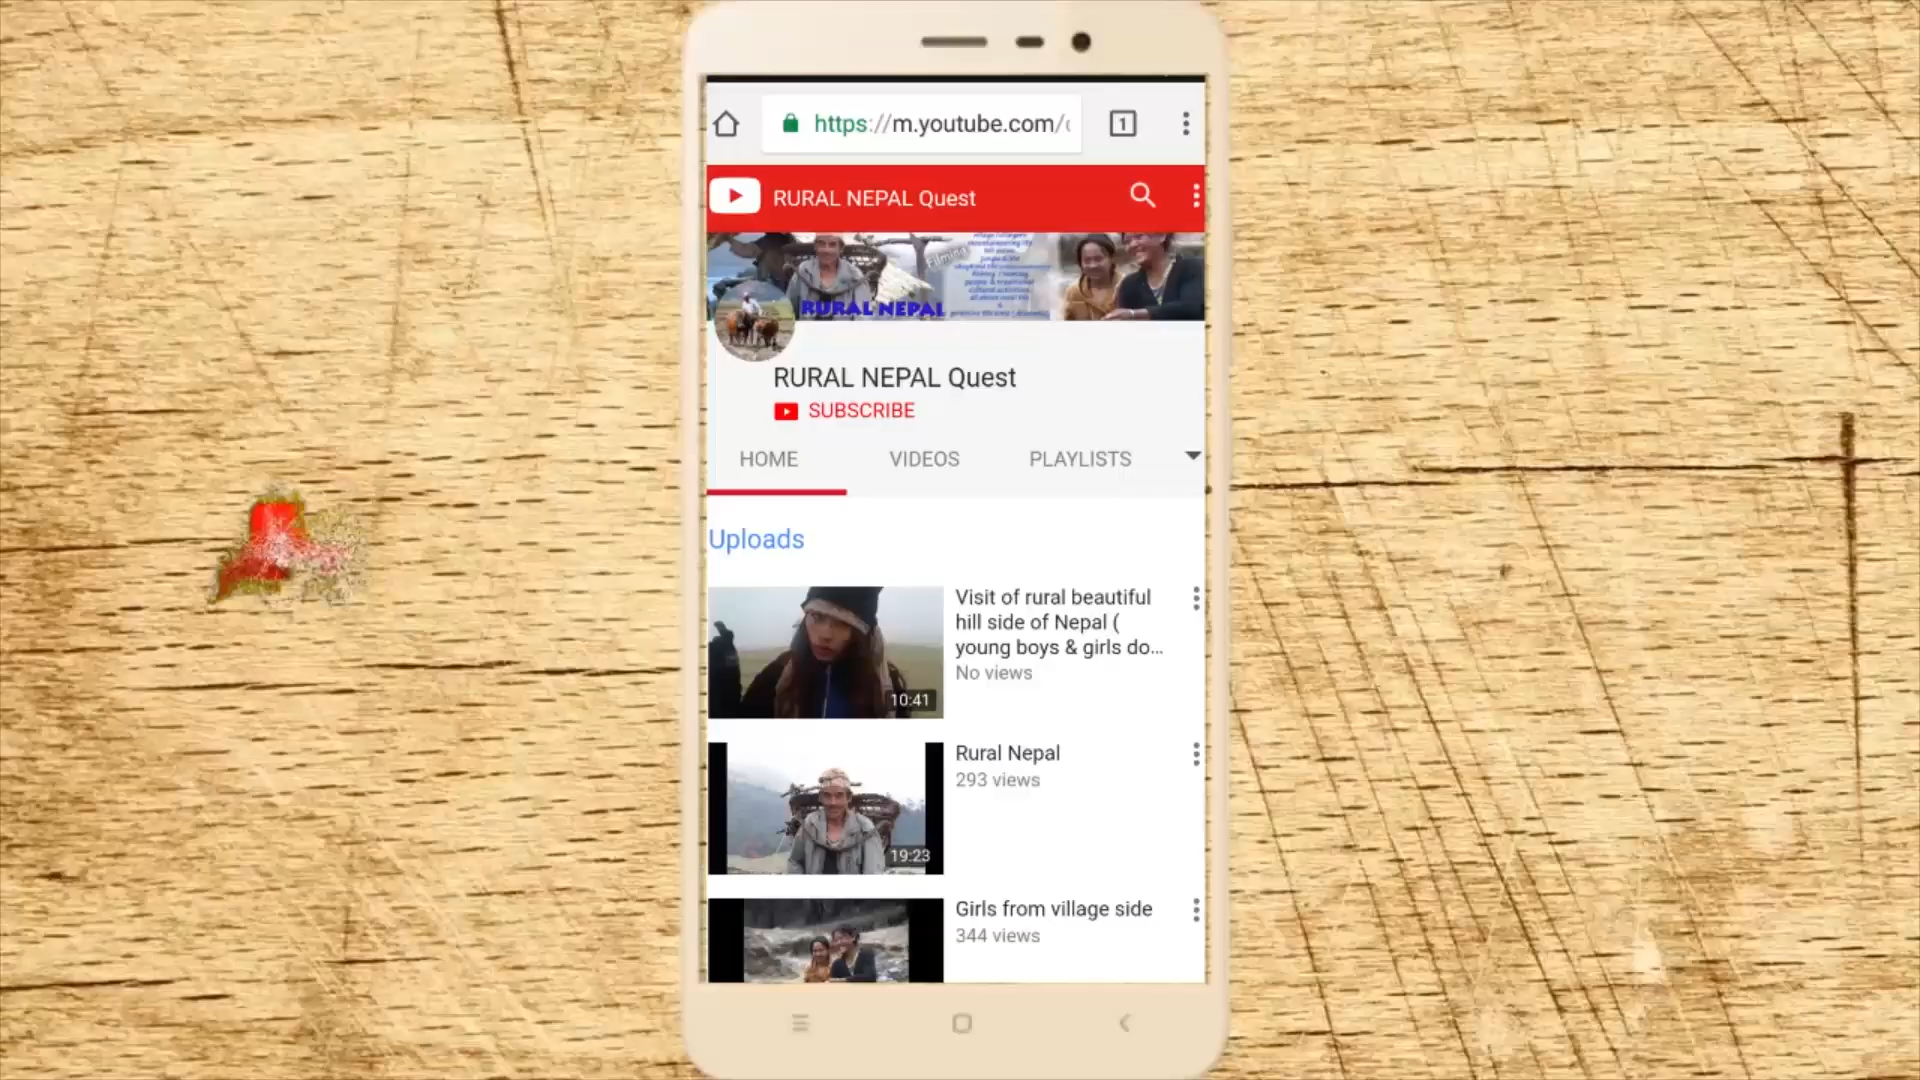 https://m.youtube.com/
1
RURAL NEPAL Quest
Filming
RURAL NEPAL
RURAL NEPAL Quest
SUBSCRIBE
HOME VIDEOS PLAYLISTS
Uploads
Visit of rural beautiful
hill side of Nepal (
young boys & girls do...
No views
10:41
Rural Nepal
293 views
19:23
Girls from village side
344 views